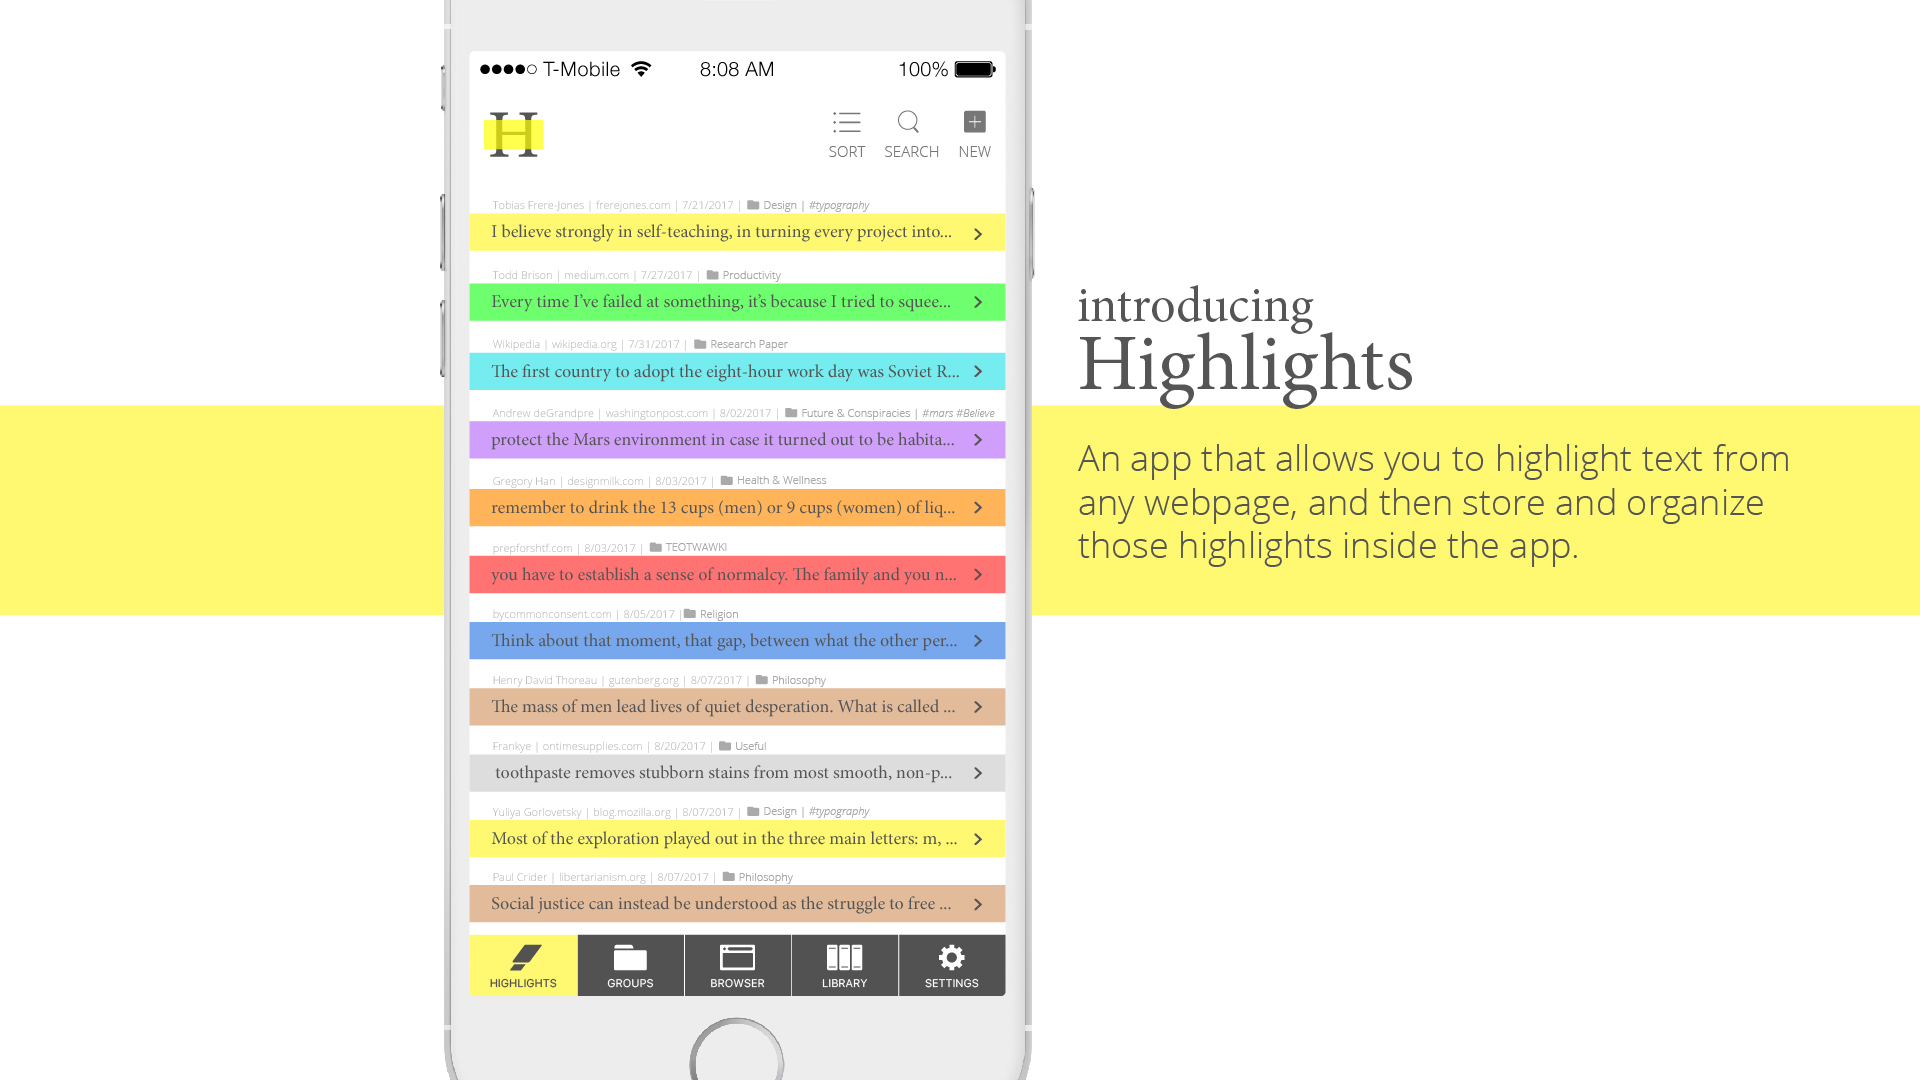 T-Mobile 8:08 AM 100%
H
SORT SEARCH NEW
Tobias Frere-Jones | frerejones.com | 7/21/2017 | Design | #typography
I believe strongly in self-teaching, in turning every project into...
Todd Brison | medium.com | 7/27/2017 | Productivity
Every time I’ve failed at something, it’s because I tried to squee...
Wikipedia | wikipedia.org | 7/31/2017 | Research Paper
The first country to adopt the eight-hour work day was Soviet R...
Andrew deGrandpre | washingtonpost.com | 8/02/2017 | Future & Conspiracies | #mars #Believe
protect the Mars environment in case it turned out to be habita...
Gregory Han | designmilk.com | 8/03/2017 | Health & Wellness
remember to drink the 13 cups (men) or 9 cups (women) of liq...
prepforshtf.com | 8/03/2017 | TEOTWAWKI
you have to establish a sense of normalcy. The family and you n...
bycommonconsent.com | 8/05/2017 | Religion
Think about that moment, that gap, between what the other per...
Henry David Thoreau | gutenberg.org | 8/07/2017 | Philosophy
The mass of men lead lives of quiet desperation. What is called ...
Frankye | ontimesupplies.com | 8/20/2017 | Useful
toothpaste removes stubborn stains from most smooth, non-p...
Yuliya Gorlovetsky | blog.mozilla.org | 8/07/2017 | Design | #typography
Most of the exploration played out in the three main letters: m, ...
Paul Crider | libertarianism.org | 8/07/2017 | Philosophy
Social justice can instead be understood as the struggle to free ...
HIGHLIGHTS GROUPS BROWSER LIBRARY SETTINGS
introducing
Highlights
An app that allows you to highlight text from
any webpage, and then store and organize
those highlights inside the app.